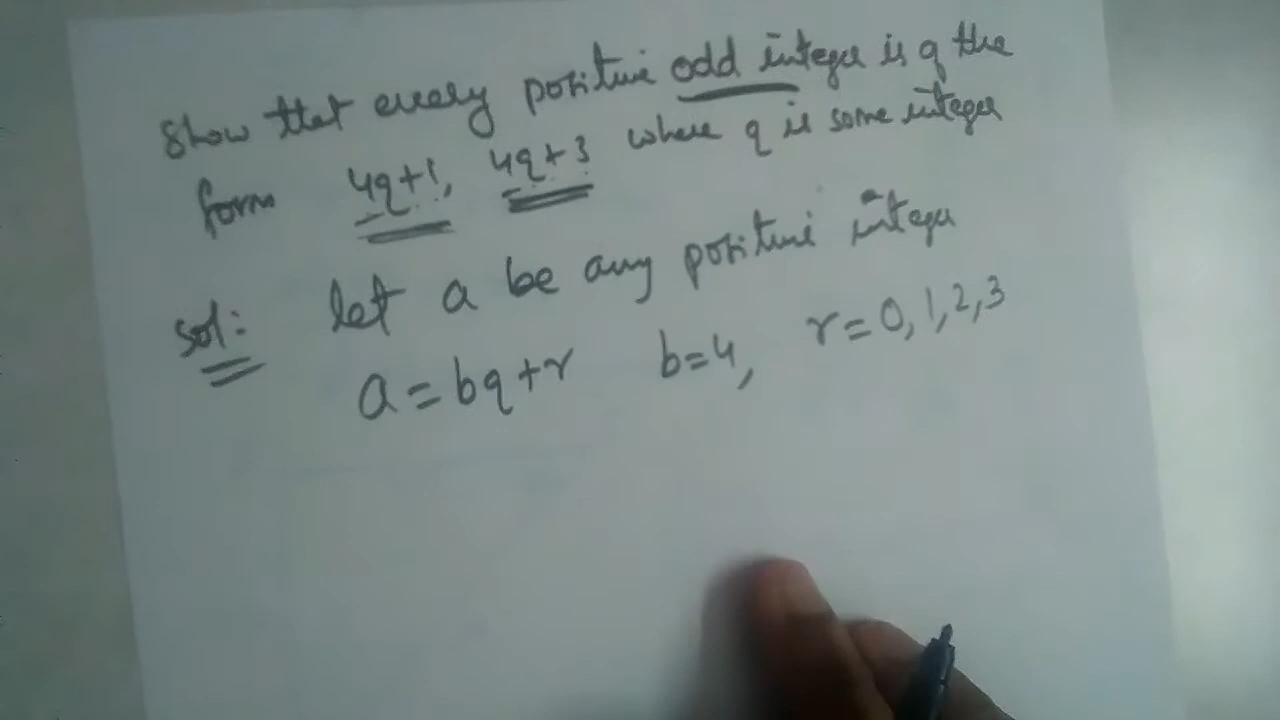 Show that every positive odd integer is of the
form 4q+1, 4q+3 where q is some integer
Sol: let a be any positive integer
a=bq+r b=4, r=0,1,2,3